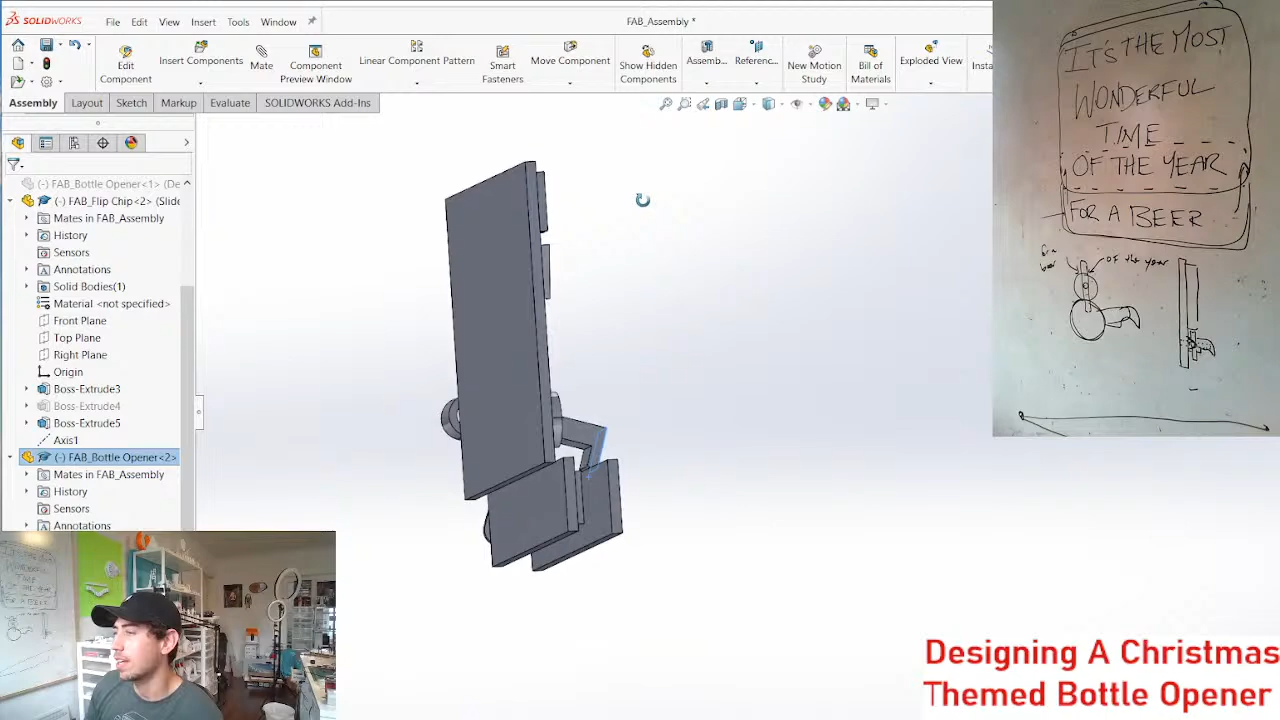 SOLIDWORKS
File Edit View Insert Tools Window
FAB_Assembly *
Edit Component
Insert Components
Mate
Component Preview Window
Linear Component Pattern
Smart Fasteners
Move Component
Show Hidden Components
Assemb...
Referenc...
New Motion Study
Bill of Materials
Exploded View
Insta
Assembly Layout Sketch Markup Evaluate SOLIDWORKS Add-Ins
(-) FAB_Bottle Opener<1> (De
(-) FAB_Flip Chip<2> (Slide
Mates in FAB_Assembly
History
Sensors
Annotations
Solid Bodies(1)
Material <not specified>
Front Plane
Top Plane
Right Plane
Origin
Boss-Extrude3
Boss-Extrude4
Boss-Extrude5
Axis1
(-) FAB_Bottle Opener<2>
Mates in FAB_Assembly
History
Sensors
Annotations
IT'S THE MOST
WONDERFUL
TIME
OF THE YEAR
FOR A BEER
for a
beer
of the year
Designing A Christmas
Themed Bottle Opener